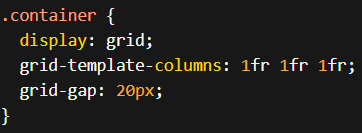 .container {
  display: grid;
  grid-template-columns: 1fr 1fr 1fr;
  grid-gap: 20px;
}